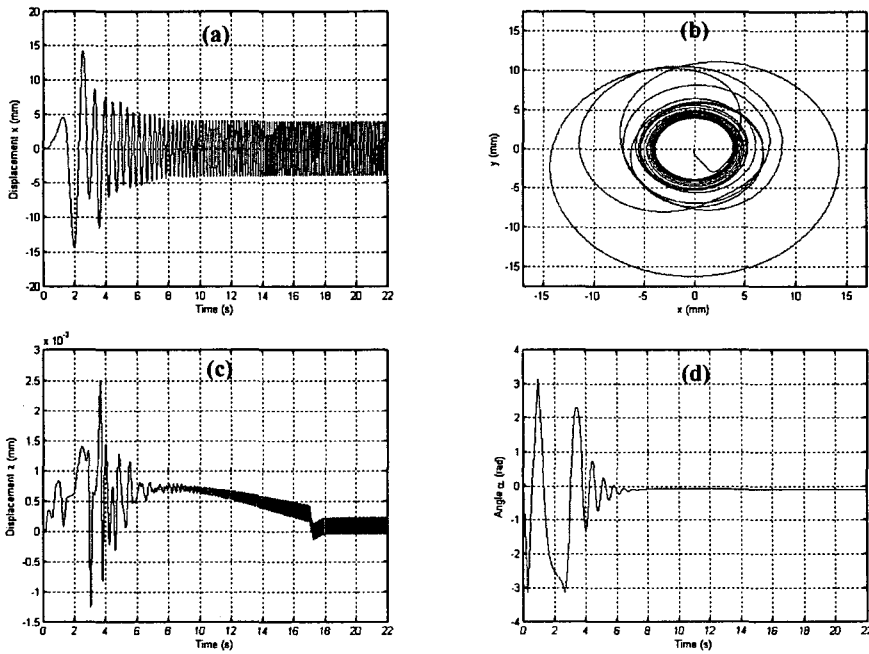 (a)
20
15
10
5
0
-5
-10
-15
-20
Displacement x (mm)
0 2 4 6 8 10 12 14 16 18 20 22
Time (s)
(b)
15
10
5
0
-5
-10
-15
y (mm)
-15 -10 -5 0 5 10 15
x (mm)
x 10-3
(c)
3
2.5
2
1.5
1
0.5
0
-0.5
-1
-1.5
Displacement z (mm)
0 2 4 6 8 10 12 14 16 18 20 22
Time (s)
(d)
4
3
2
1
0
-1
-2
-3
-4
Angle α (rad)
0 2 4 6 8 10 12 14 16 18 20 22
Time (s)